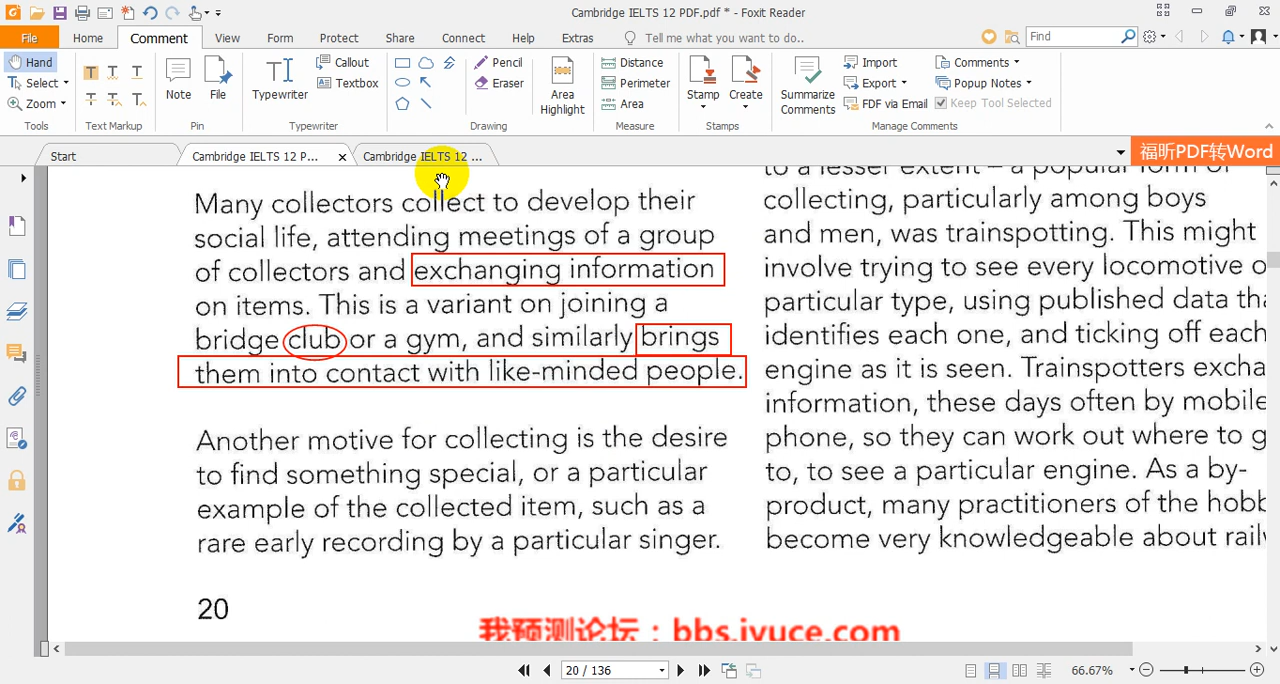 Cambridge IELTS 12 PDF.pdf * - Foxit Reader
File Home Comment View Form Protect Share Connect Help Extras Tell me what you want to do.. Find
Hand
Select
Zoom
Tools
Text Markup
Note
File
Pin
Typewriter
Callout
Textbox
Typewriter
Pencil
Eraser
Drawing
Area
Highlight
Distance
Perimeter
Area
Measure
Stamp
Create
Stamps
Summarize
Comments
Import
Export
FDF via Email
Comments
Popup Notes
Keep Tool Selected
Manage Comments
Start
Cambridge IELTS 12 P...
Cambridge IELTS 12 ...
福昕PDF转Word
Many collectors collect to develop their
social life, attending meetings of a group
of collectors and exchanging information
on items. This is a variant on joining a
bridge club or a gym, and similarly brings
them into contact with like-minded people.
Another motive for collecting is the desire
to find something special, or a particular
example of the collected item, such as a
rare early recording by a particular singer.
20
to a lesser extent – a popular form of
collecting, particularly among boys
and men, was trainspotting. This might
involve trying to see every locomotive o
particular type, using published data tha
identifies each one, and ticking off each
engine as it is seen. Trainspotters excha
information, these days often by mobile
phone, so they can work out where to g
to, to see a particular engine. As a by-
product, many practitioners of the hobb
become very knowledgeable about railw
我预测论坛：bbs.ivuce.com
20 / 136
66.67%